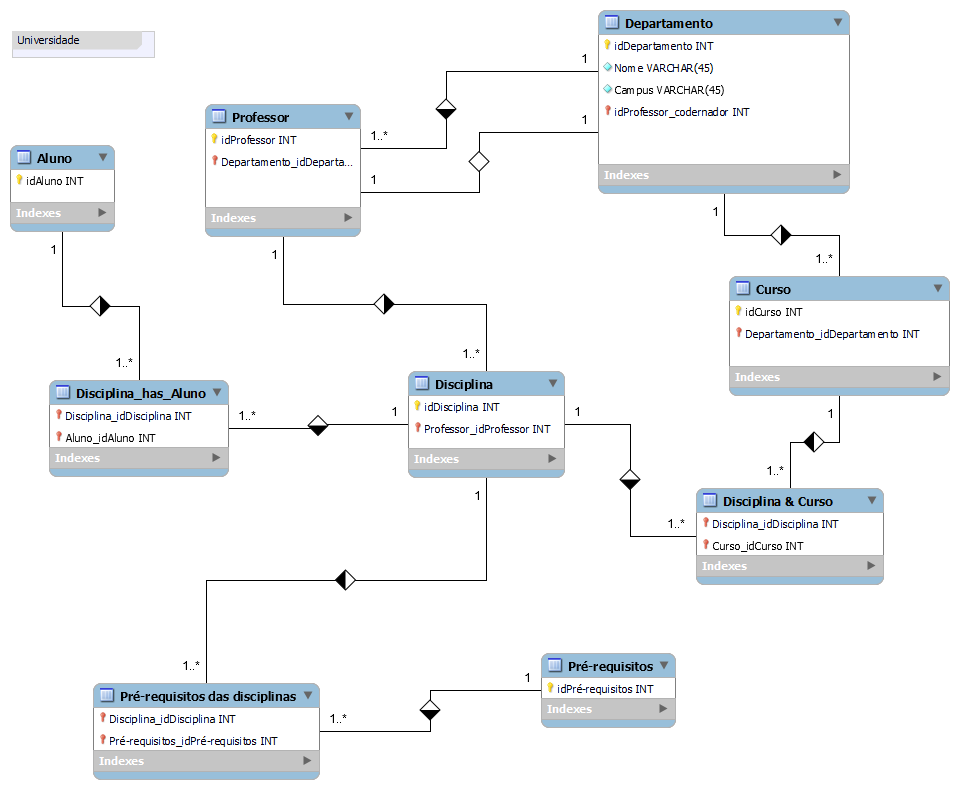 Universidade
Departamento
idDepartamento INT
Nome VARCHAR(45)
Campus VARCHAR(45)
idProfessor_codernador INT
Indexes
1
1
1
Professor
idProfessor INT
Departamento_idDeparta...
Indexes
1..*
1
1
Aluno
idAluno INT
Indexes
1
1..*
Curso
idCurso INT
Departamento_idDepartamento INT
Indexes
1..*
1
Disciplina_has_Aluno
Disciplina_idDisciplina INT
Aluno_idAluno INT
Indexes
1..*
Disciplina
idDisciplina INT
Professor_idProfessor INT
Indexes
1..*
1
1
1
Disciplina & Curso
Disciplina_idDisciplina INT
Curso_idCurso INT
Indexes
1..*
1..*
Pré-requisitos das disciplinas
Disciplina_idDisciplina INT
Pré-requisitos_idPré-requisitos INT
Indexes
1..*
1..*
Pré-requisitos
idPré-requisitos INT
Indexes
1